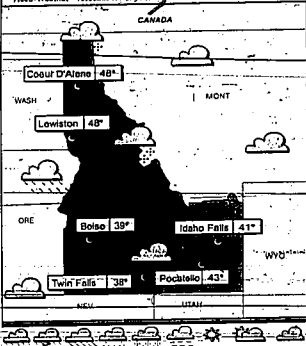 CANADA
Coeur D'Alene 48°
WASH
MONT
Lewiston 48°
ORE
Boise 39°
Idaho Falls 41°
WYO
Twin Falls 38°
Pocatello 43°
NEV
UTAH